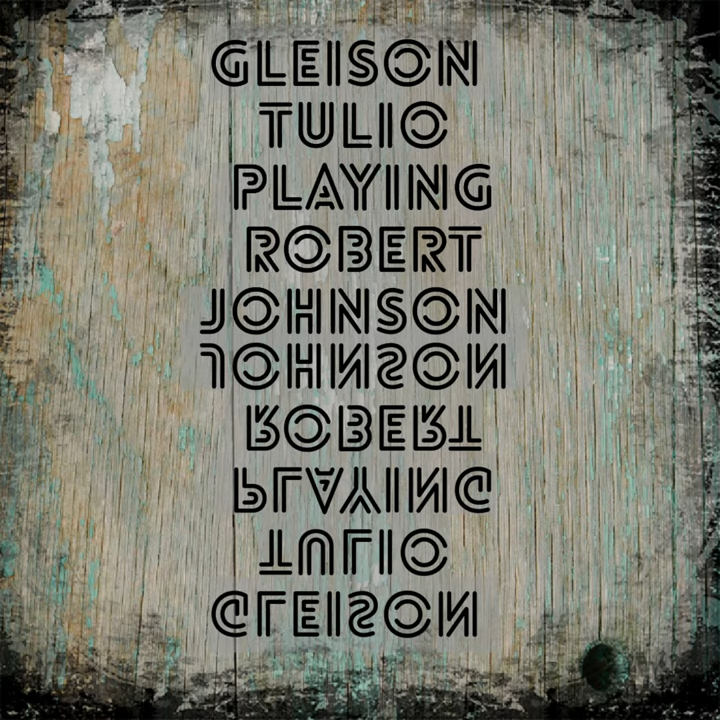 GLEISON
TULIO
PLAYING
ROBERT
JOHNSON
JOHNSON
ROBERT
PLAYING
TULIO
GLEISON